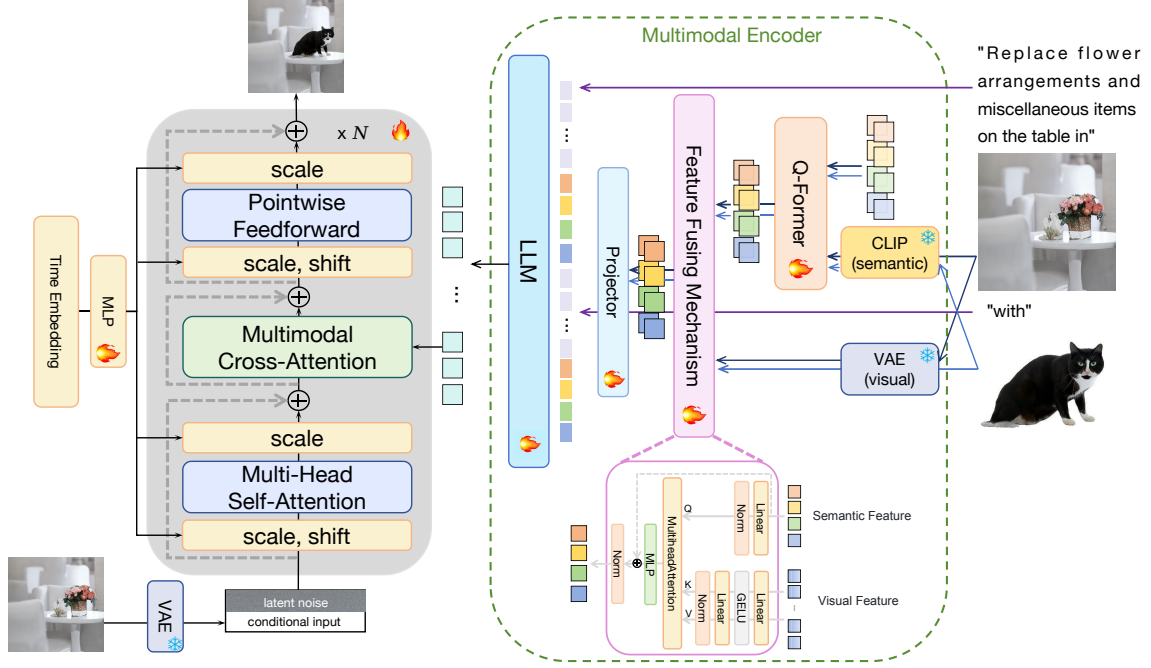 Multimodal Encoder
"Replace flower
arrangements and
miscellaneous items
on the table in"
"with"
x N
scale
Pointwise
Feedforward
scale, shift
Multimodal
Cross-Attention
scale
Multi-Head
Self-Attention
scale, shift
Time Embedding
MLP
latent noise
conditional input
VAE
...
LLM
...
...
Projector
Feature Fusing Mechanism
Q-Former
CLIP
(semantic)
VAE
(visual)
Norm
MLP
MultiheadAttention
Q
K
V
Norm
Linear
Norm
Linear
GELU
Linear
Semantic Feature
Visual Feature